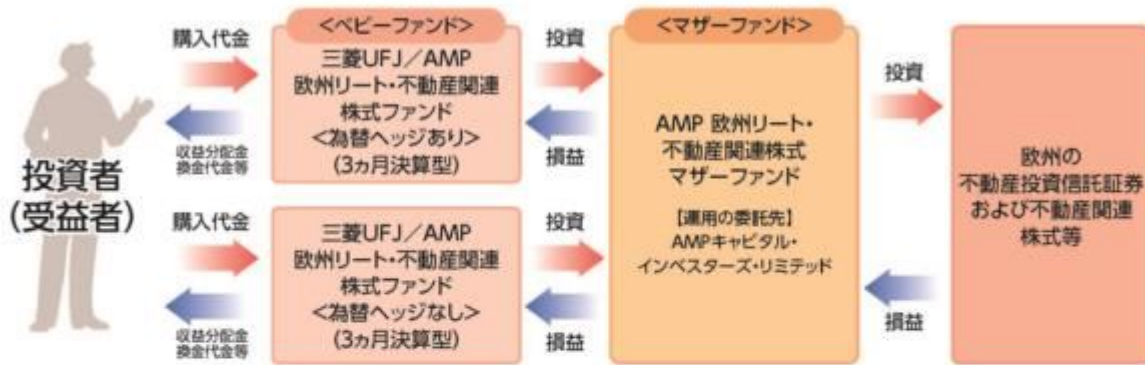 投資者
(受益者)
購入代金
収益分配金
換金代金等
購入代金
収益分配金
換金代金等
<ベビーファンド>
三菱UFJ/AMP
欧州リート・不動産関連
株式ファンド
<為替ヘッジあり>
(3ヵ月決算型)
三菱UFJ/AMP
欧州リート・不動産関連
株式ファンド
<為替ヘッジなし>
(3ヵ月決算型)
投資
損益
投資
損益
<マザーファンド>
AMP 欧州リート・
不動産関連株式
マザーファンド
【運用の委託先】
AMPキャピタル・
インベスターズ・リミテッド
投資
損益
欧州の
不動産投資信託証券
および不動産関連
株式等